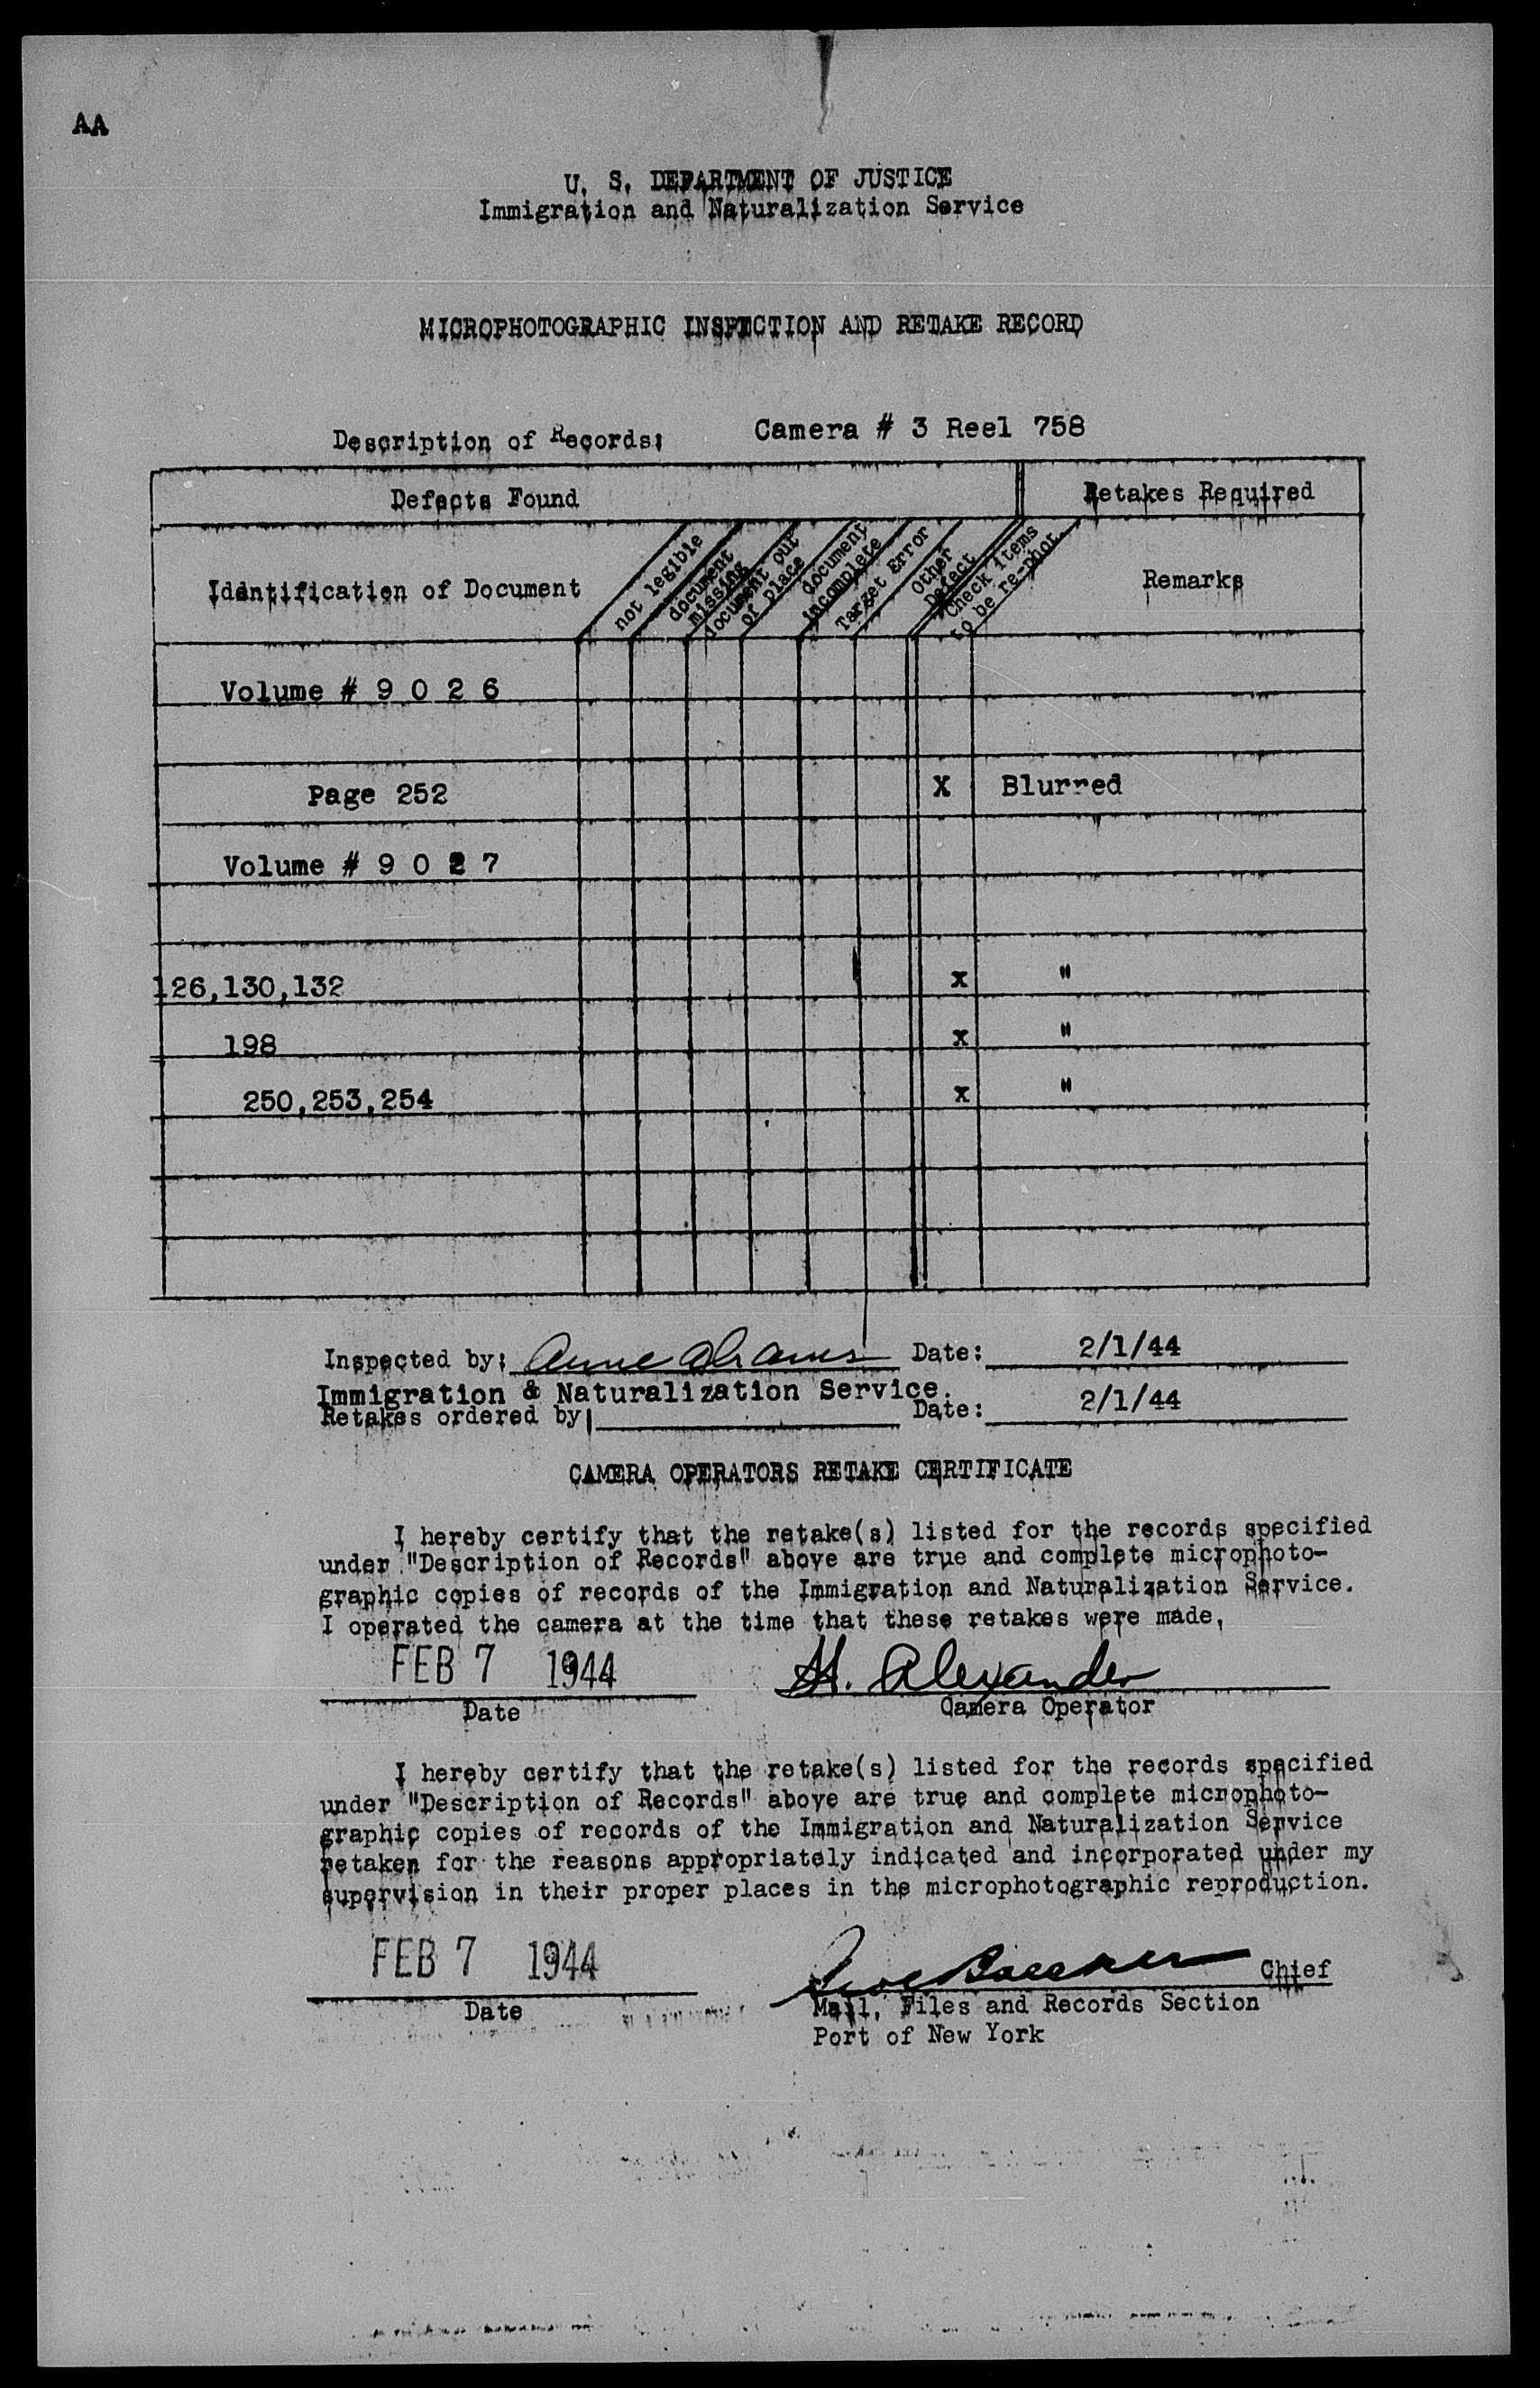 AA
U. S. DEPARTMENT OF JUSTICE
Immigration and Naturalization Service
MICROPHOTOGRAPHIC INSPECTION AND RETAKE RECORD
Description of Records: Camera # 3 Reel 758
Defects Found
Retakes Required
Identification of Document
not legible
document missing
document out of place
document incomplete
Target Error
Other Defect
Check items to be re-phot.
Remarks
Volume # 9 0 2 6
Page 252 X Blurred
Volume # 9 0 2 7
126,130,132 x "
198 x "
250,253,254 x "
Inspected by: Anne Abrams Date: 2/1/44
Immigration & Naturalization Service.
Retakes ordered by: Date: 2/1/44
CAMERA OPERATORS RETAKE CERTIFICATE
I hereby certify that the retake(s) listed for the records specified
under "Description of Records" above are true and complete microphoto-
graphic copies of records of the Immigration and Naturalization Service.
I operated the camera at the time that these retakes were made,
FEB 7 1944 H. Alexander
Date Camera Operator
I hereby certify that the retake(s) listed for the records specified
under "Description of Records" above are true and complete microphoto-
graphic copies of records of the Immigration and Naturalization Service
retaken for the reasons appropriately indicated and incorporated under my
supervision in their proper places in the microphotographic reproduction.
FEB 7 1944 Chief
Date Mail, Files and Records Section
Port of New York